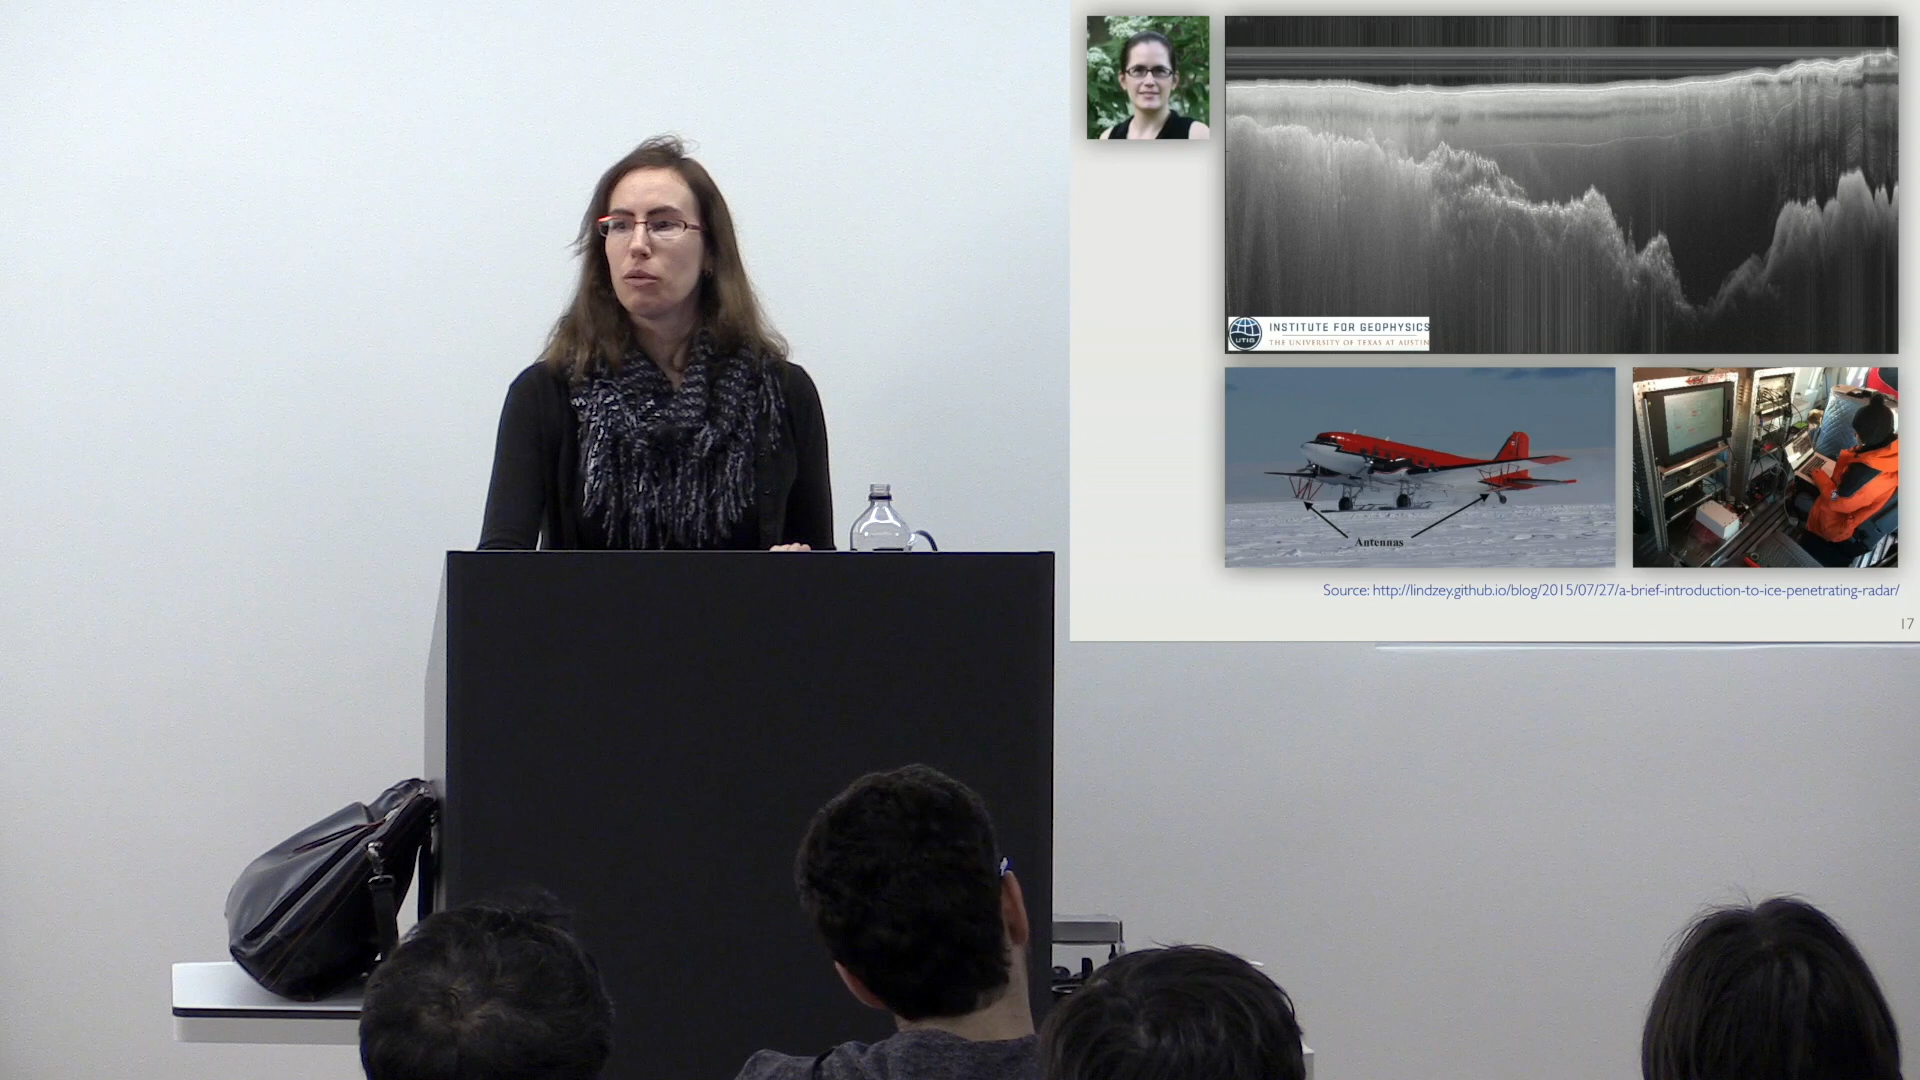 UTIG
INSTITUTE FOR GEOPHYSICS
THE UNIVERSITY OF TEXAS AT AUSTIN
Antennas
Source: http://lindzey.github.io/blog/2015/07/27/a-brief-introduction-to-ice-penetrating-radar/
17